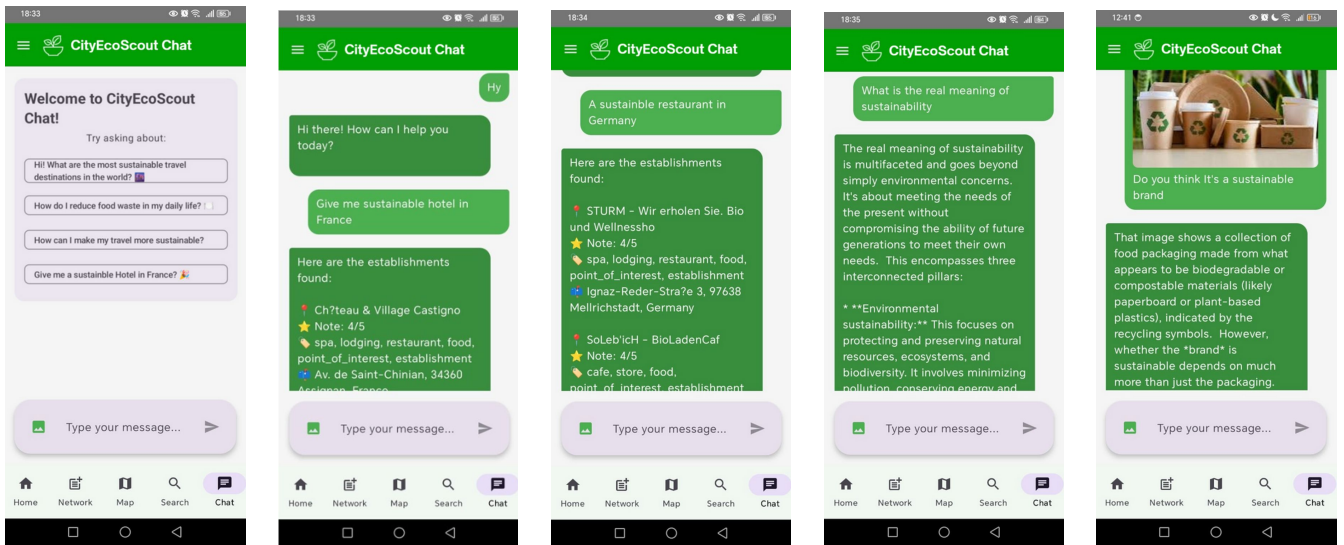 18:33
CityEcoScout Chat
Welcome to CityEcoScout
Chat!
Try asking about:
Hi! What are the most sustainable travel
destinations in the world? 🌆
How do I reduce food waste in my daily life? 🍽️
How can I make my travel more sustainable?
Give me a sustainble Hotel in France? 🎉
Type your message...
Home Network Map Search Chat
18:33
CityEcoScout Chat
Hy
Hi there! How can I help you
today?
Give me sustainable hotel in
France
Here are the establishments
found:
📍 Ch?teau & Village Castigno
⭐ Note: 4/5
🏷️ spa, lodging, restaurant, food,
point_of_interest, establishment
📫 Av. de Saint-Chinian, 34360
Assignan, France
Type your message...
Home Network Map Search Chat
18:34
CityEcoScout Chat
A sustainble restaurant in
Germany
Here are the establishments
found:
📍 STURM - Wir erholen Sie. Bio
und Wellnessho
⭐ Note: 4/5
🏷️ spa, lodging, restaurant, food,
point_of_interest, establishment
📫 Ignaz-Reder-Stra?e 3, 97638
Mellrichstadt, Germany
📍 SoLeb'icH - BioLadenCaf
⭐ Note: 4/5
🏷️ cafe, store, food,
point_of_interest, establishment
Type your message...
Home Network Map Search Chat
18:35
CityEcoScout Chat
What is the real meaning of
sustainability
The real meaning of sustainability
is multifaceted and goes beyond
simply environmental concerns.
It's about meeting the needs of
the present without
compromising the ability of future
generations to meet their own
needs. This encompasses three
interconnected pillars:
* **Environmental
sustainability:** This focuses on
protecting and preserving natural
resources, ecosystems, and
biodiversity. It involves minimizing
pollution, conserving energy and
Type your message...
Home Network Map Search Chat
12:41
CityEcoScout Chat
Do you think It's a sustainable
brand
That image shows a collection of
food packaging made from what
appears to be biodegradable or
compostable materials (likely
paperboard or plant-based
plastics), indicated by the
recycling symbols. However,
whether the *brand* is
sustainable depends on much
more than just the packaging.
Type your message...
Home Network Map Search Chat